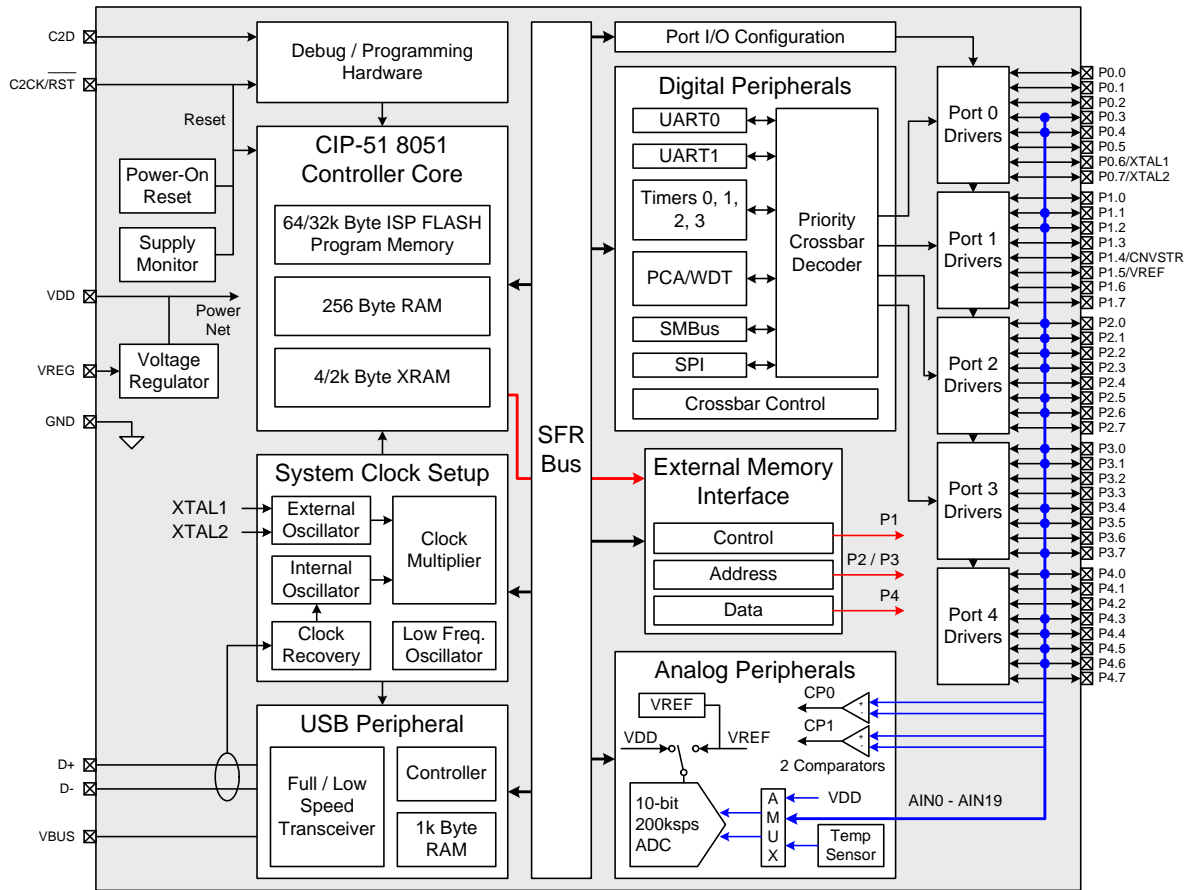 C2D
C2CK/RST
Debug / Programming
Hardware
Reset
Power-On
Reset
Supply
Monitor
VDD
Power
Net
VREG
Voltage
Regulator
GND
CIP-51 8051
Controller Core
64/32k Byte ISP FLASH
Program Memory
256 Byte RAM
4/2k Byte XRAM
System Clock Setup
XTAL1
XTAL2
External
Oscillator
Internal
Oscillator
Clock
Multiplier
Clock
Recovery
Low Freq.
Oscillator
USB Peripheral
D+
D-
VBUS
Full / Low
Speed
Transceiver
Controller
1k Byte
RAM
SFR
Bus
Port I/O Configuration
Digital Peripherals
UART0
UART1
Timers 0, 1,
2, 3
PCA/WDT
SMBus
SPI
Priority
Crossbar
Decoder
Crossbar Control
External Memory
Interface
Control
Address
Data
P1
P2 / P3
P4
Analog Peripherals
VREF
VDD
VREF
CP0
+
-
CP1
+
-
2 Comparators
10-bit
200ksps
ADC
A
M
U
X
VDD
Temp
Sensor
AIN0 - AIN19
Port 0
Drivers
Port 1
Drivers
Port 2
Drivers
Port 3
Drivers
Port 4
Drivers
P0.0
P0.1
P0.2
P0.3
P0.4
P0.5
P0.6/XTAL1
P0.7/XTAL2
P1.0
P1.1
P1.2
P1.3
P1.4/CNVSTR
P1.5/VREF
P1.6
P1.7
P2.0
P2.1
P2.2
P2.3
P2.4
P2.5
P2.6
P2.7
P3.0
P3.1
P3.2
P3.3
P3.4
P3.5
P3.6
P3.7
P4.0
P4.1
P4.2
P4.3
P4.4
P4.5
P4.6
P4.7